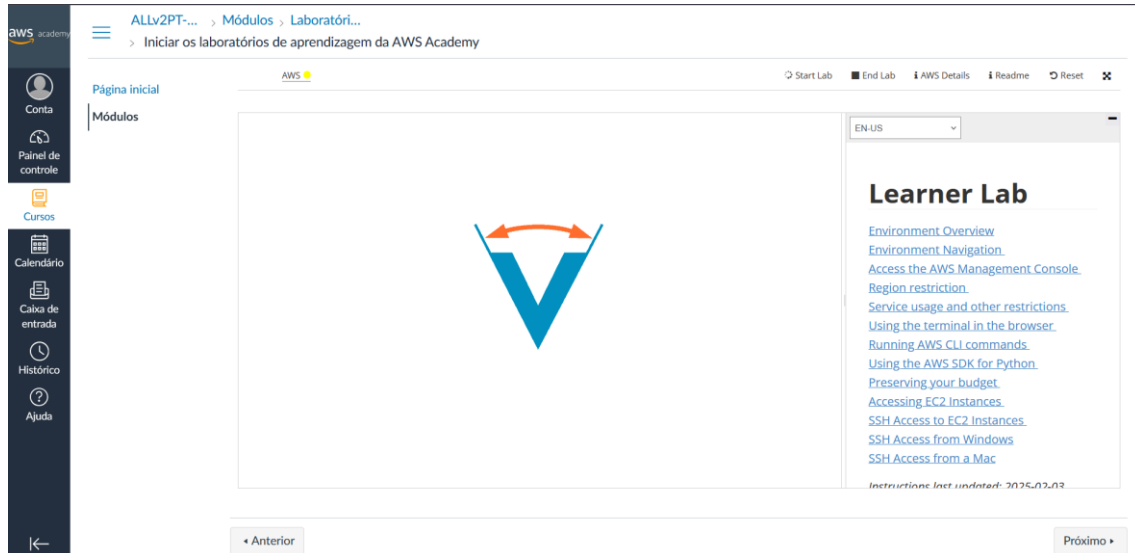 aws academy
ALLv2PT-... > Módulos > Laboratóri...
> Iniciar os laboratórios de aprendizagem da AWS Academy
Conta
Painel de
controle
Cursos
Calendário
Caixa de
entrada
Histórico
Ajuda
Página inicial
Módulos
AWS
Start Lab
End Lab
AWS Details
Readme
Reset
EN-US
Learner Lab
Environment Overview
Environment Navigation
Access the AWS Management Console
Region restriction
Service usage and other restrictions
Using the terminal in the browser
Running AWS CLI commands
Using the AWS SDK for Python
Preserving your budget
Accessing EC2 Instances
SSH Access to EC2 Instances
SSH Access from Windows
SSH Access from a Mac
Instructions last updated: 2025-02-03
Anterior
Próximo